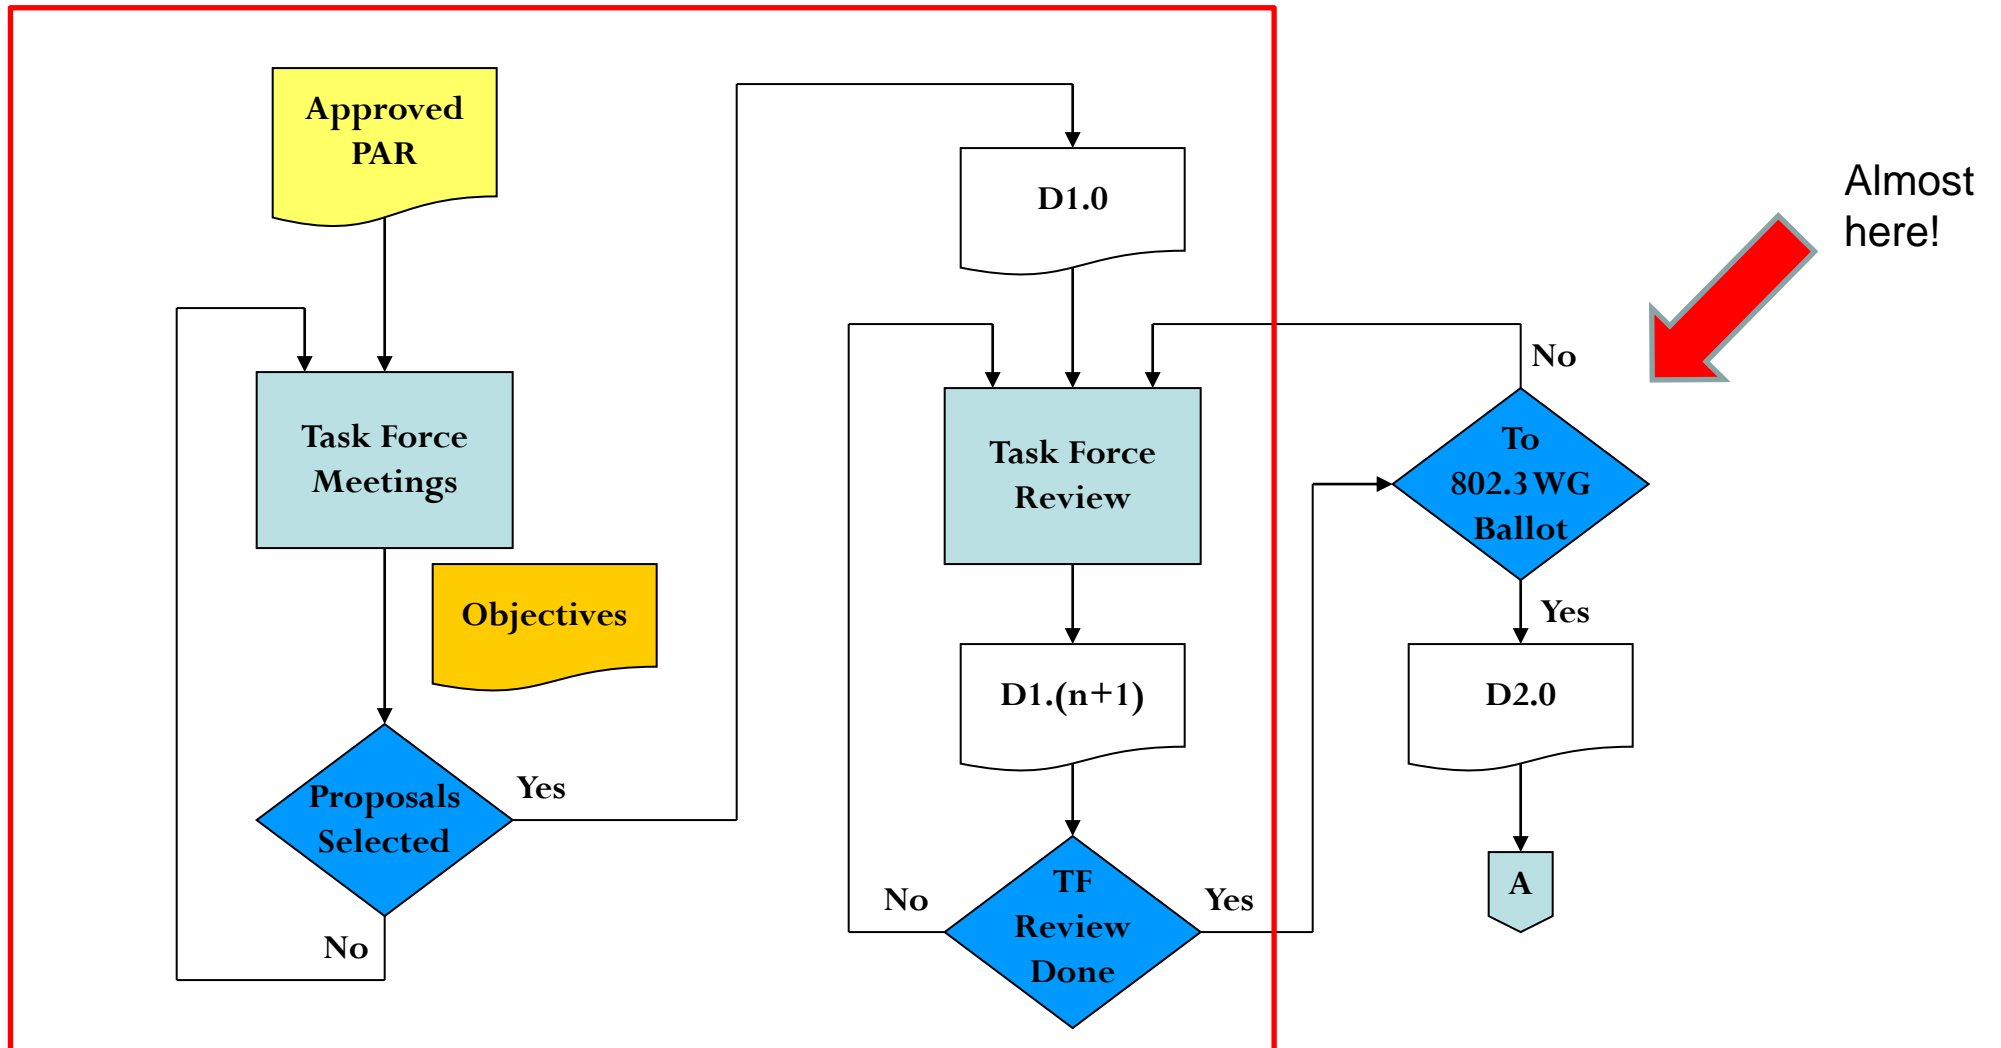 Approved
PAR
Task Force
Meetings
Objectives
Proposals
Selected
Yes
No
D1.0
Task Force
Review
D1.(n+1)
TF
Review
Done
No
Yes
To
802.3 WG
Ballot
No
Yes
D2.0
A
Almost
here!